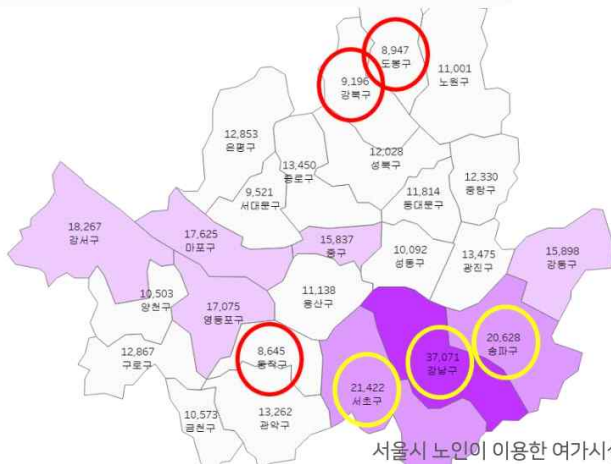 8,947
도봉구
9,196
강북구
11,001
노원구
12,853
은평구
12,028
성북구
13,450
종로구
12,330
중랑구
9,521
서대문구
11,814
동대문구
18,267
강서구
17,625
마포구
15,837
중구
10,092
성동구
13,475
광진구
15,898
강동구
10,503
양천구
17,075
영등포구
11,138
용산구
12,867
구로구
8,645
동작구
20,628
송파구
37,071
강남구
21,422
서초구
10,573
금천구
13,262
관악구
서울시 노인이 이용한 여가시